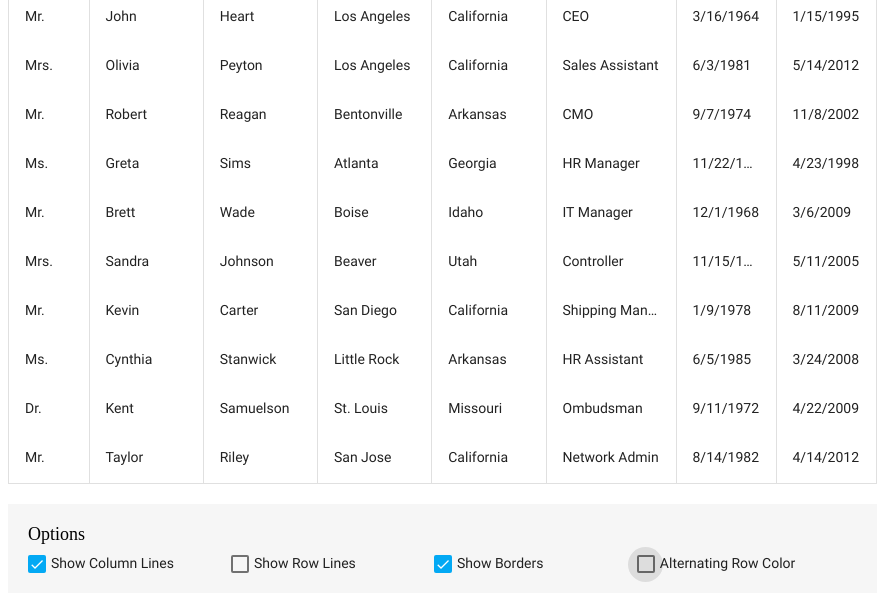 Mr. John Heart Los Angeles California CEO 3/16/1964 1/15/1995
Mrs. Olivia Peyton Los Angeles California Sales Assistant 6/3/1981 5/14/2012
Mr. Robert Reagan Bentonville Arkansas CMO 9/7/1974 11/8/2002
Ms. Greta Sims Atlanta Georgia HR Manager 11/22/1... 4/23/1998
Mr. Brett Wade Boise Idaho IT Manager 12/1/1968 3/6/2009
Mrs. Sandra Johnson Beaver Utah Controller 11/15/1... 5/11/2005
Mr. Kevin Carter San Diego California Shipping Man... 1/9/1978 8/11/2009
Ms. Cynthia Stanwick Little Rock Arkansas HR Assistant 6/5/1985 3/24/2008
Dr. Kent Samuelson St. Louis Missouri Ombudsman 9/11/1972 4/22/2009
Mr. Taylor Riley San Jose California Network Admin 8/14/1982 4/14/2012
Options
Show Column Lines Show Row Lines Show Borders Alternating Row Color